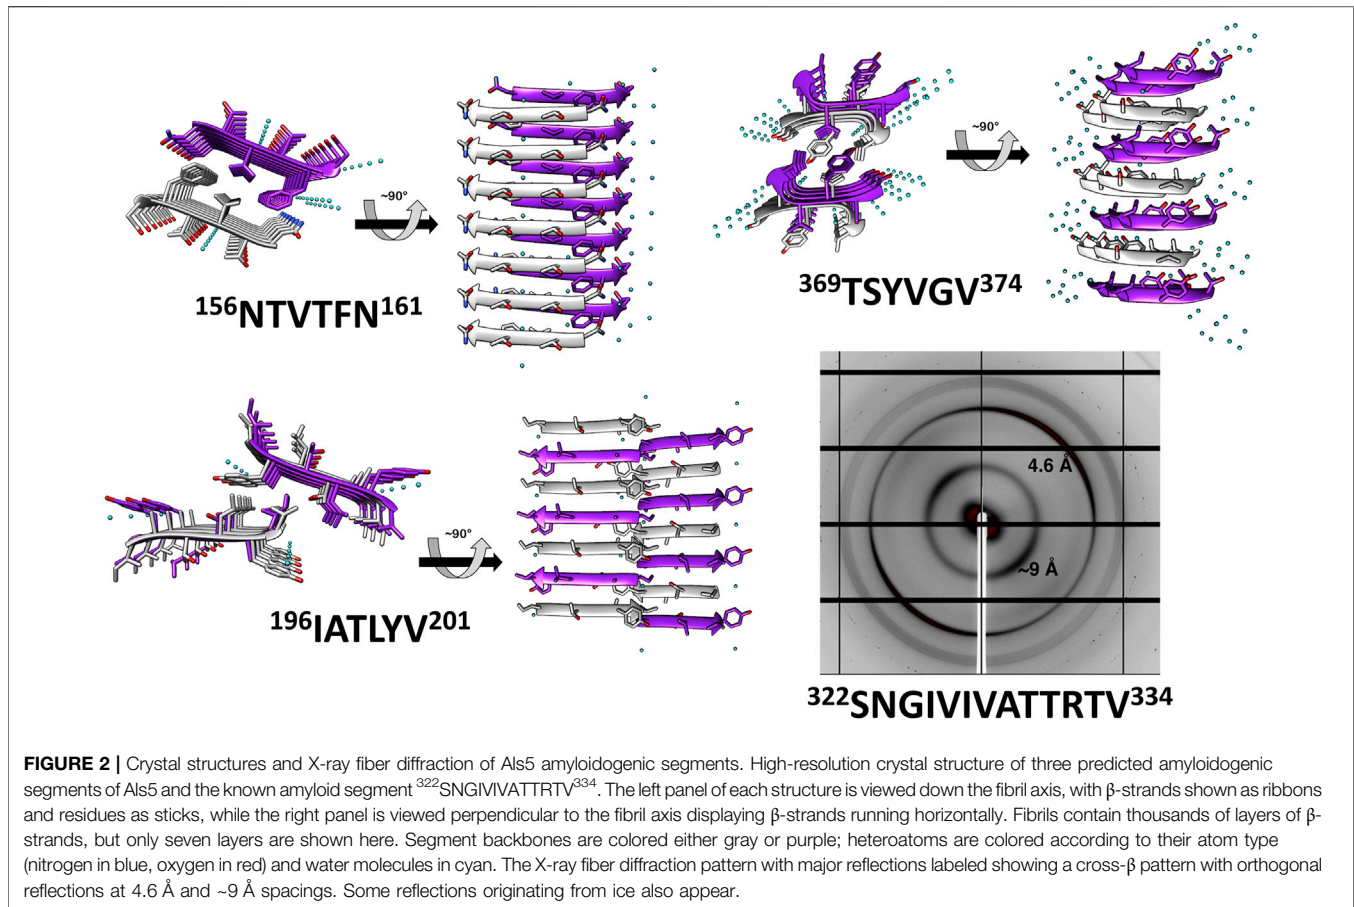 ~90°
156NTVTFN161
~90°
369TSYVGV374
~90°
196IATLYV201
4.6 Å
~9 Å
322SNGIVIVATTRTV334
FIGURE 2 | Crystal structures and X-ray fiber diffraction of Als5 amyloidogenic segments. High-resolution crystal structure of three predicted amyloidogenic
segments of Als5 and the known amyloid segment 322SNGIVIVATTRTV334. The left panel of each structure is viewed down the fibril axis, with β-strands shown as ribbons
and residues as sticks, while the right panel is viewed perpendicular to the fibril axis displaying β-strands running horizontally. Fibrils contain thousands of layers of β-
strands, but only seven layers are shown here. Segment backbones are colored either gray or purple; heteroatoms are colored according to their atom type
(nitrogen in blue, oxygen in red) and water molecules in cyan. The X-ray fiber diffraction pattern with major reflections labeled showing a cross-β pattern with orthogonal
reflections at 4.6 Å and ~9 Å spacings. Some reflections originating from ice also appear.